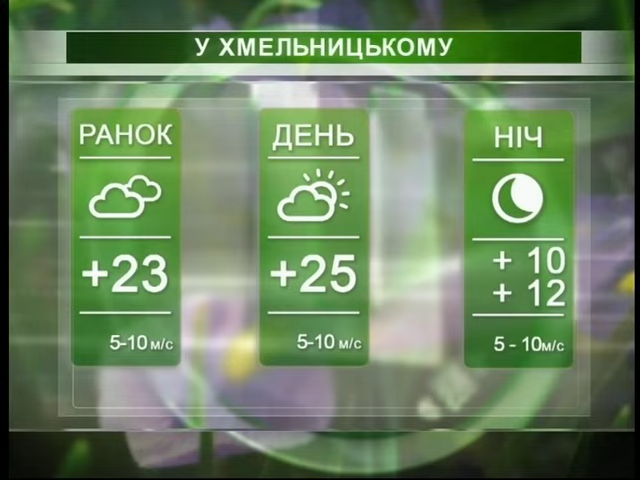 У ХМЕЛЬНИЦЬКОМУ
РАНОК
+23
5-10 м/с
ДЕНЬ
+25
5-10 м/с
НІЧ
+ 10
+ 12
5 - 10м/с